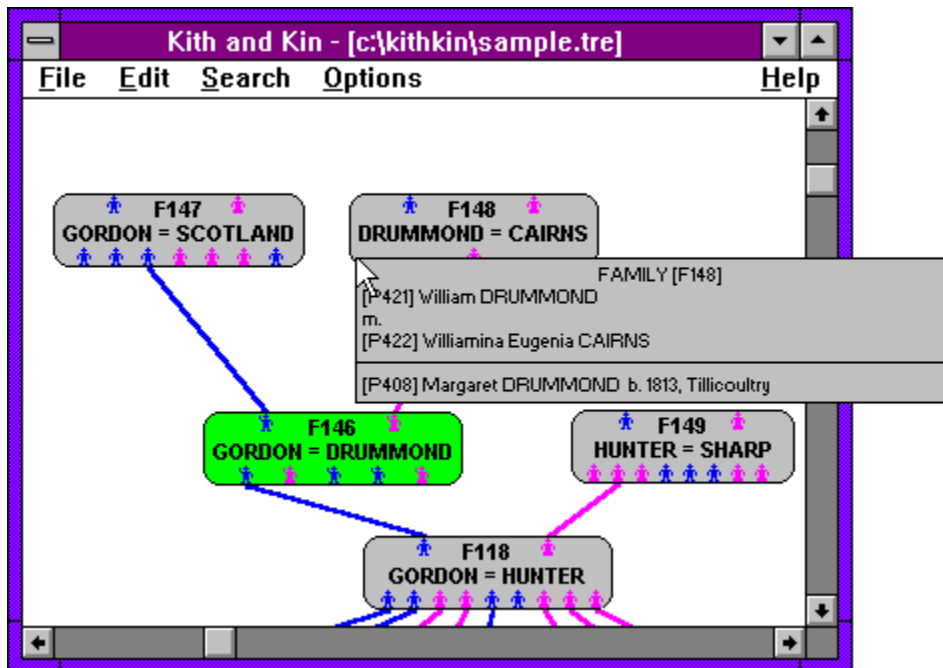 Kith and Kin - [c:\kithkin\sample.tre]
File Edit Search Options Help
F147
GORDON = SCOTLAND
F148
DRUMMOND = CAIRNS
FAMILY [F148]
[P421] William DRUMMOND
m.
[P422] Williamina Eugenia CAIRNS
[P408] Margaret DRUMMOND b. 1813, Tillicoultry
F146
GORDON = DRUMMOND
F149
HUNTER = SHARP
F118
GORDON = HUNTER